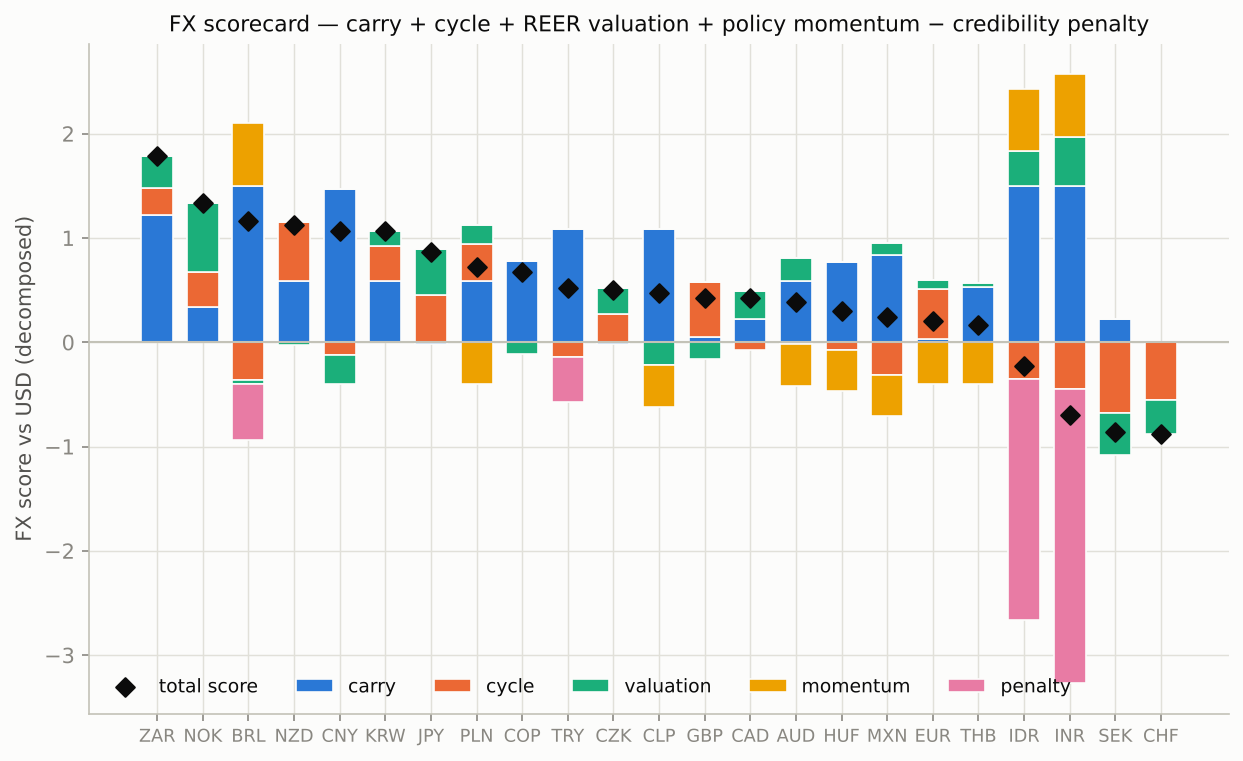 FX scorecard — carry + cycle + REER valuation + policy momentum − credibility penalty
FX score vs USD (decomposed)
2
1
0
−1
−2
−3
total score carry cycle valuation momentum penalty
ZAR NOK BRL NZD CNY KRW JPY PLN COP TRY CZK CLP GBP CAD AUD HUF MXN EUR THB IDR INR SEK CHF